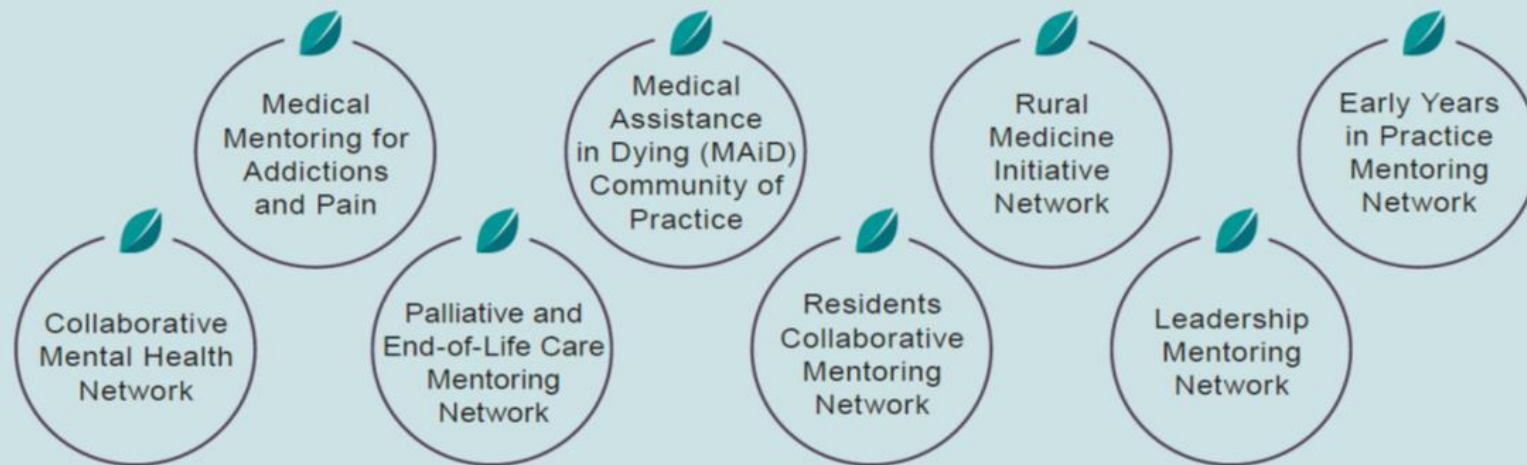 Medical
Mentoring for
Addictions
and Pain
Medical
Assistance
in Dying (MAiD)
Community of
Practice
Rural
Medicine
Initiative
Network
Early Years
in Practice
Mentoring
Network
Collaborative
Mental Health
Network
Palliative and
End-of-Life Care
Mentoring
Network
Residents
Collaborative
Mentoring
Network
Leadership
Mentoring
Network